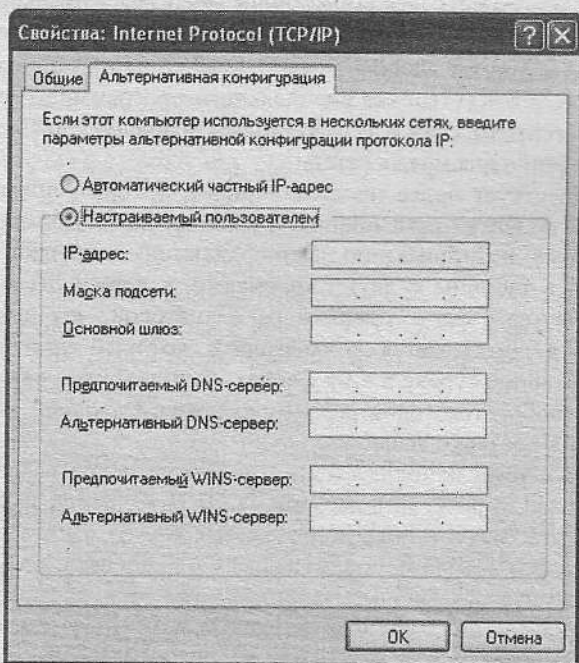 Свойства: Internet Protocol (TCP/IP)
Общие
Альтернативная конфигурация
Если этот компьютер используется в нескольких сетях, введите
параметры альтернативной конфигурации протокола IP:
Автоматический частный IP-адрес
Настраиваемый пользователем
IP-адрес:
Маска подсети:
Основной шлюз:
Предпочитаемый DNS-сервер:
Альтернативный DNS-сервер:
Предпочитаемый WINS-сервер:
Альтернативный WINS-сервер:
OK
Отмена